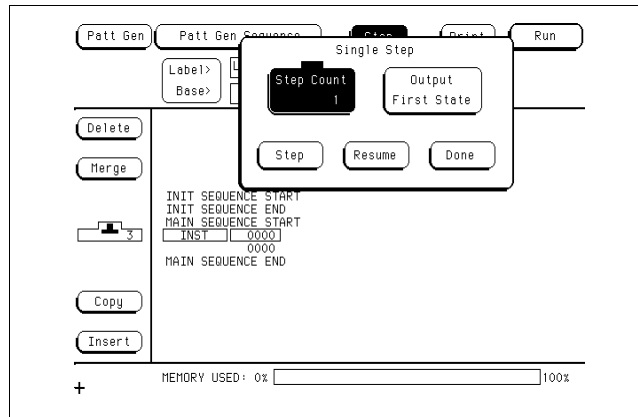 Patt Gen Patt Gen Sequence Step Print Run
Single Step
Label>
Base>
Step Count
1
Output
First State
Step Resume Done
Delete
Merge
3
Copy
Insert
INIT SEQUENCE START
INIT SEQUENCE END
MAIN SEQUENCE START
INST 0000
0000
MAIN SEQUENCE END
MEMORY USED: 0% 100%